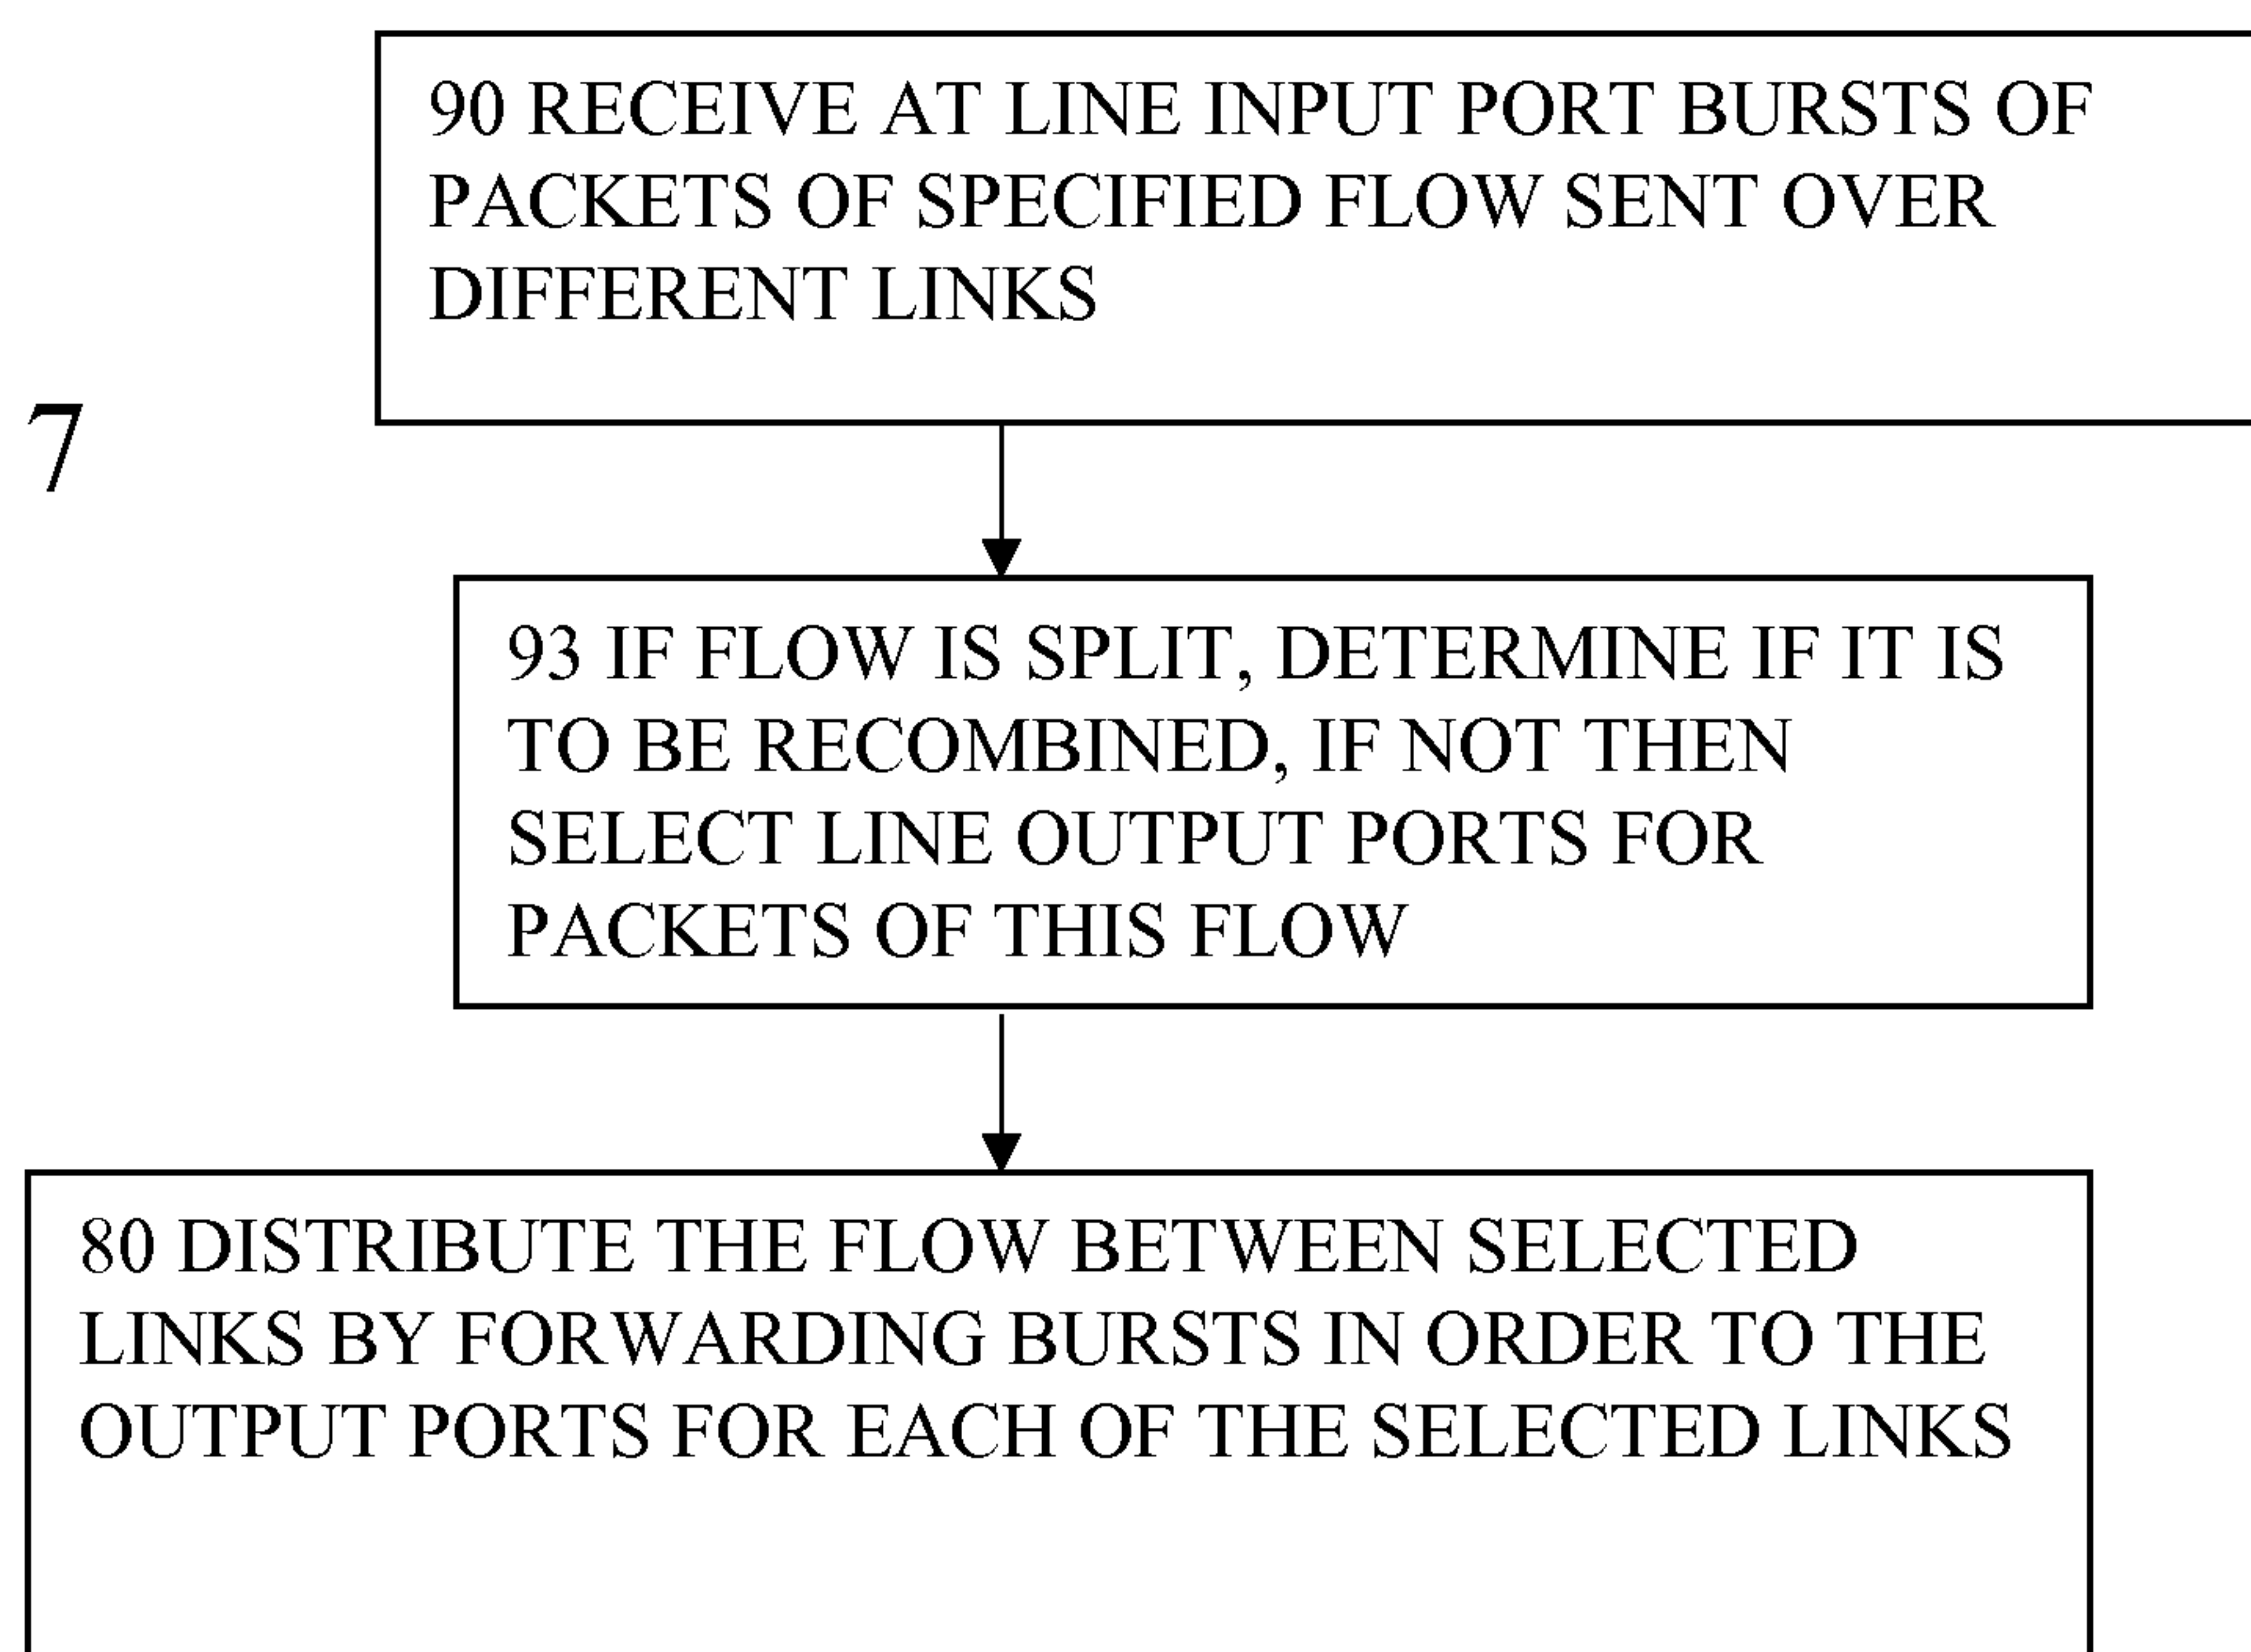 90 RECEIVE AT LINE INPUT PORT BURSTS OF
PACKETS OF SPECIFIED FLOW SENT OVER
DIFFERENT LINKS
7
93 IF FLOW IS SPLIT, DETERMINE IF IT IS
TO BE RECOMBINED, IF NOT THEN
SELECT LINE OUTPUT PORTS FOR
PACKETS OF THIS FLOW
80 DISTRIBUTE THE FLOW BETWEEN SELECTED
LINKS BY FORWARDING BURSTS IN ORDER TO THE
OUTPUT PORTS FOR EACH OF THE SELECTED LINKS